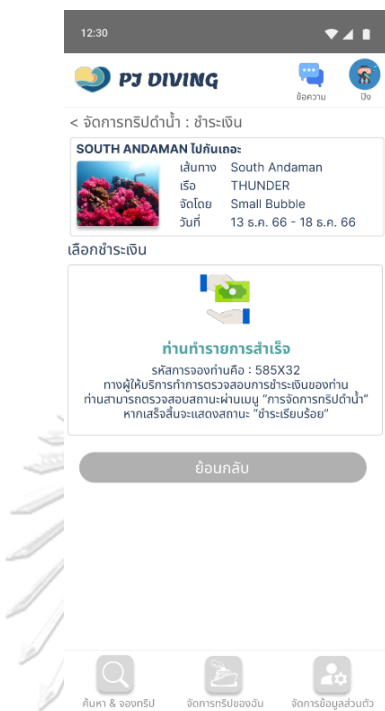 12:30
PJ DIVING
ข้อความ
ปิง
< จัดการทริปดำน้ำ : ชำระเงิน
SOUTH ANDAMAN ไปกันเถอะ
เส้นทาง South Andaman
เรือ THUNDER
จัดโดย Small Bubble
วันที่ 13 ธ.ค. 66 - 18 ธ.ค. 66
เลือกชำระเงิน
ท่านทำรายการสำเร็จ
รหัสการจองท่านคือ : 585X32
ทางผู้ให้บริการทำการตรวจสอบการชำระเงินของท่าน
ท่านสามารถตรวจสอบสถานะผ่านเมนู “การจัดการทริปดำน้ำ”
หากเสร็จสิ้นจะแสดงสถานะ “ชำระเรียบร้อย”
ย้อนกลับ
ค้นหา & จองทริป
จัดการทริปของฉัน
จัดการข้อมูลส่วนตัว